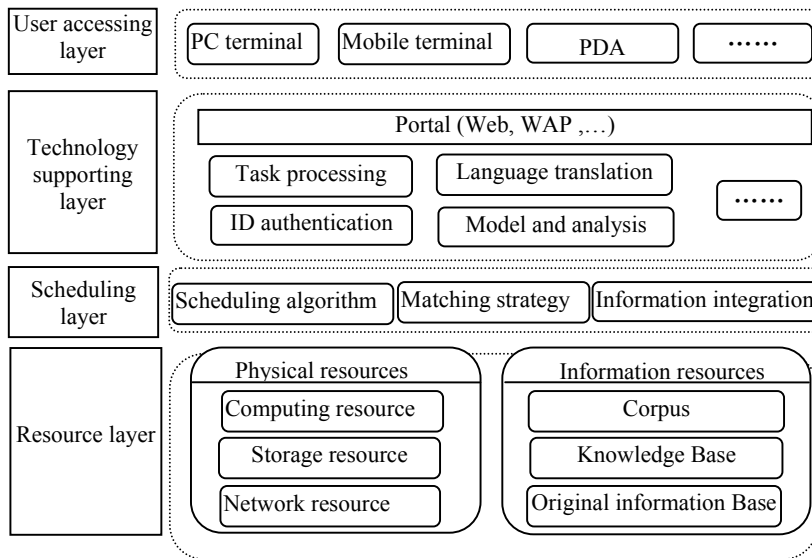 User accessing
layer
PC terminal
Mobile terminal
PDA
……
Technology
supporting
layer
Portal (Web, WAP ,…)
Task processing
Language translation
ID authentication
Model and analysis
……
Scheduling
layer
Scheduling algorithm
Matching strategy
Information integration
Resource layer
Physical resources
Computing resource
Storage resource
Network resource
Information resources
Corpus
Knowledge Base
Original information Base